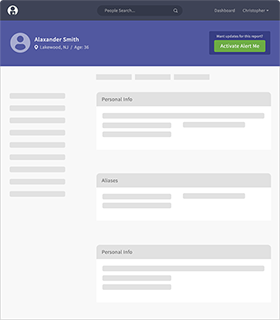 People Search...
Dashboard
Christopher
Alaxander Smith
Lakewood, NJ / Age: 36
Want updates for this report?
Activate Alert Me
Personal Info
Aliases
Personal Info